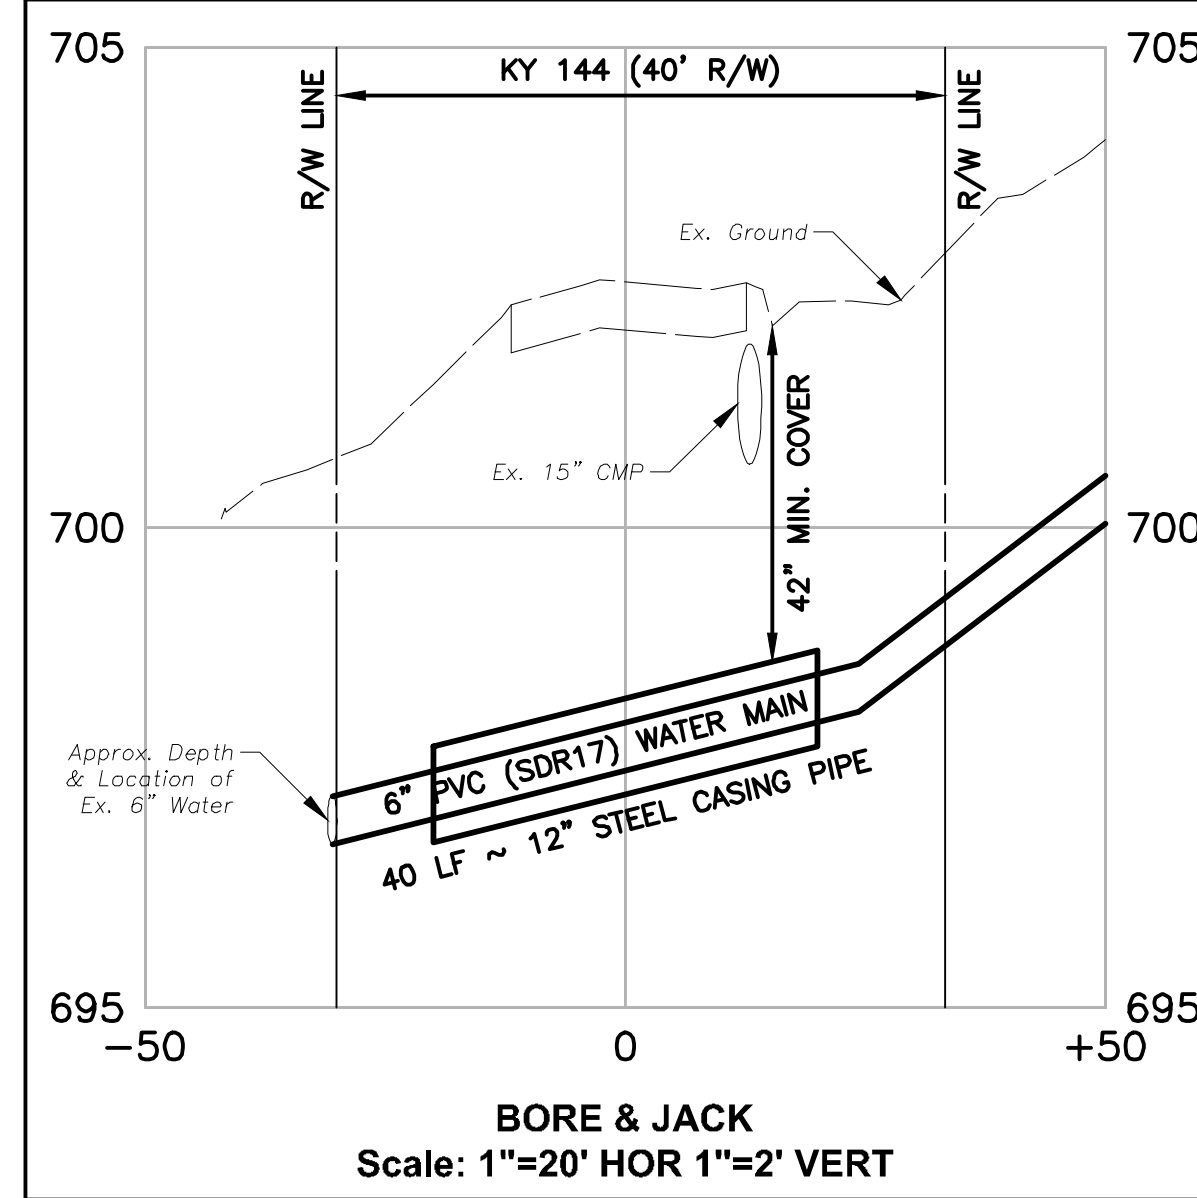 705
705
KY 144 (40' R/W)
R/W LINE
R/W LINE
Ex. Ground
Ex. 15" CMP
42" MIN. COVER
700
700
Approx. Depth
& Location of
Ex. 6" Water
6" PVC (SDR17) WATER MAIN
40 LF ~ 12" STEEL CASING PIPE
695
695
-50
0
+50
BORE & JACK
Scale: 1"=20' HOR 1"=2' VERT